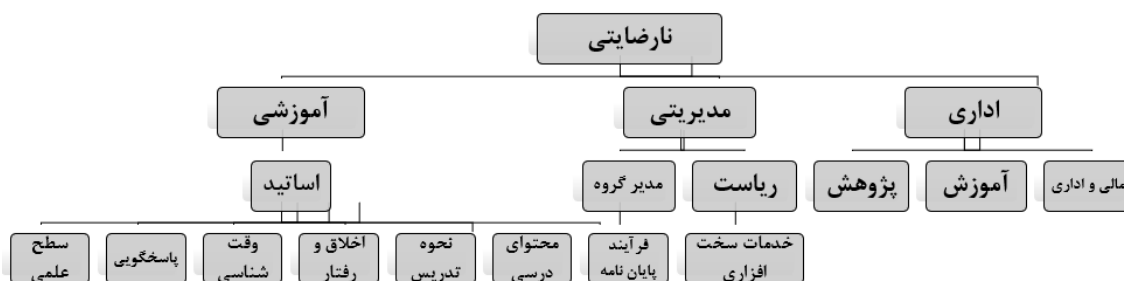 نارضایتی
اداری
مدیریتی
آموزشی
مالی و اداری
آموزش
پژوهش
ریاست
مدیر گروه
اساتید
خدمات سخت
افزاری
فرآیند
پایان نامه
محتوای
درسی
نحوه
تدریس
اخلاق و
رفتار
وقت
شناسی
پاسخگویی
سطح
علمی